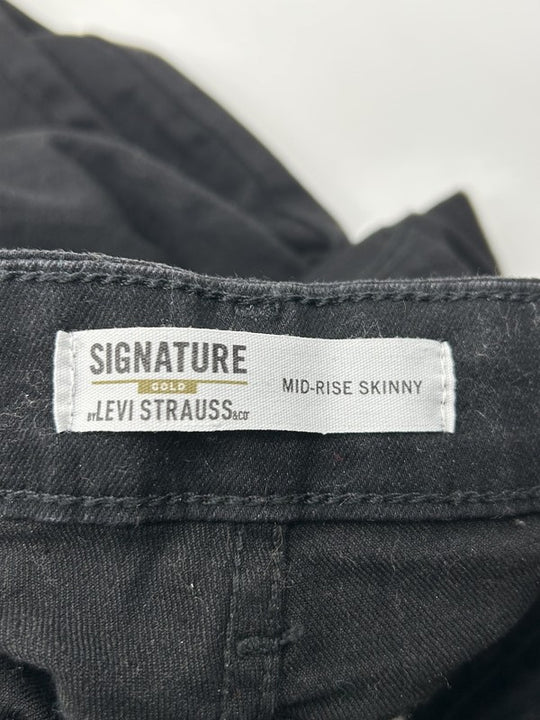 SIGNATURE
GOLD
BY LEVI STRAUSS & CO
MID-RISE SKINNY